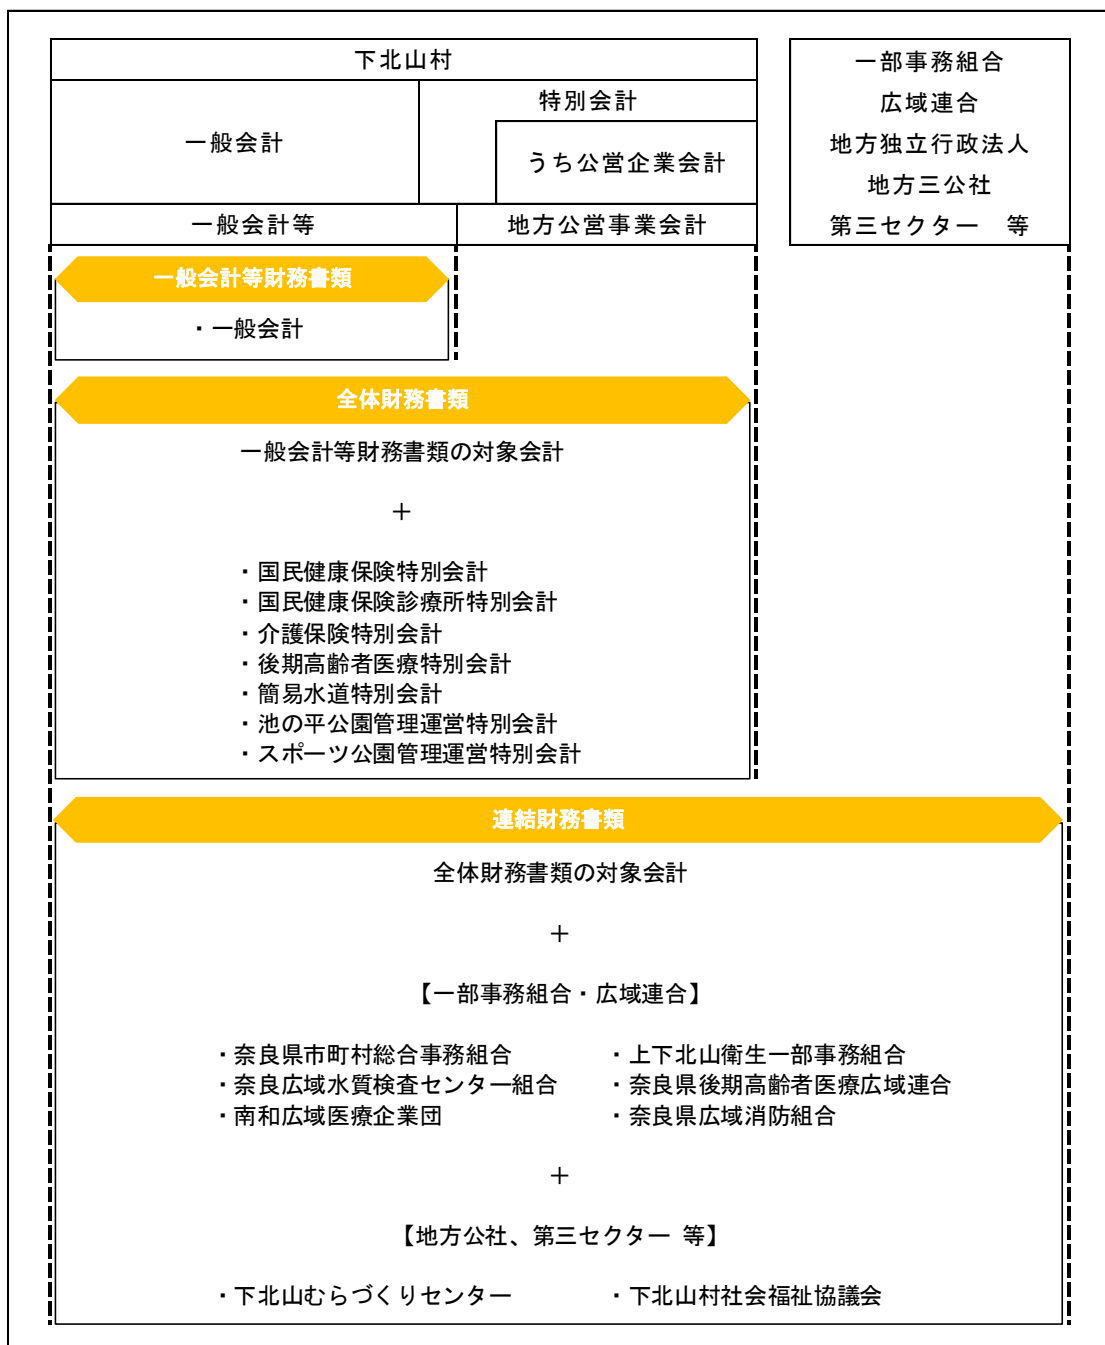 下北山村
一般会計
特別会計
うち公営企業会計
一般会計等
地方公営事業会計
一部事務組合
広域連合
地方独立行政法人
地方三公社
第三セクター　等
一般会計等財務書類
・一般会計
全体財務書類
一般会計等財務書類の対象会計
＋
・国民健康保険特別会計
・国民健康保険診療所特別会計
・介護保険特別会計
・後期高齢者医療特別会計
・簡易水道特別会計
・池の平公園管理運営特別会計
・スポーツ公園管理運営特別会計
連結財務書類
全体財務書類の対象会計
＋
【一部事務組合・広域連合】
・奈良県市町村総合事務組合　・上下北山衛生一部事務組合
・奈良広域水質検査センター組合　・奈良県後期高齢者医療広域連合
・南和広域医療企業団　・奈良県広域消防組合
＋
【地方公社、第三セクター 等】
・下北山むらづくりセンター　・下北山村社会福祉協議会